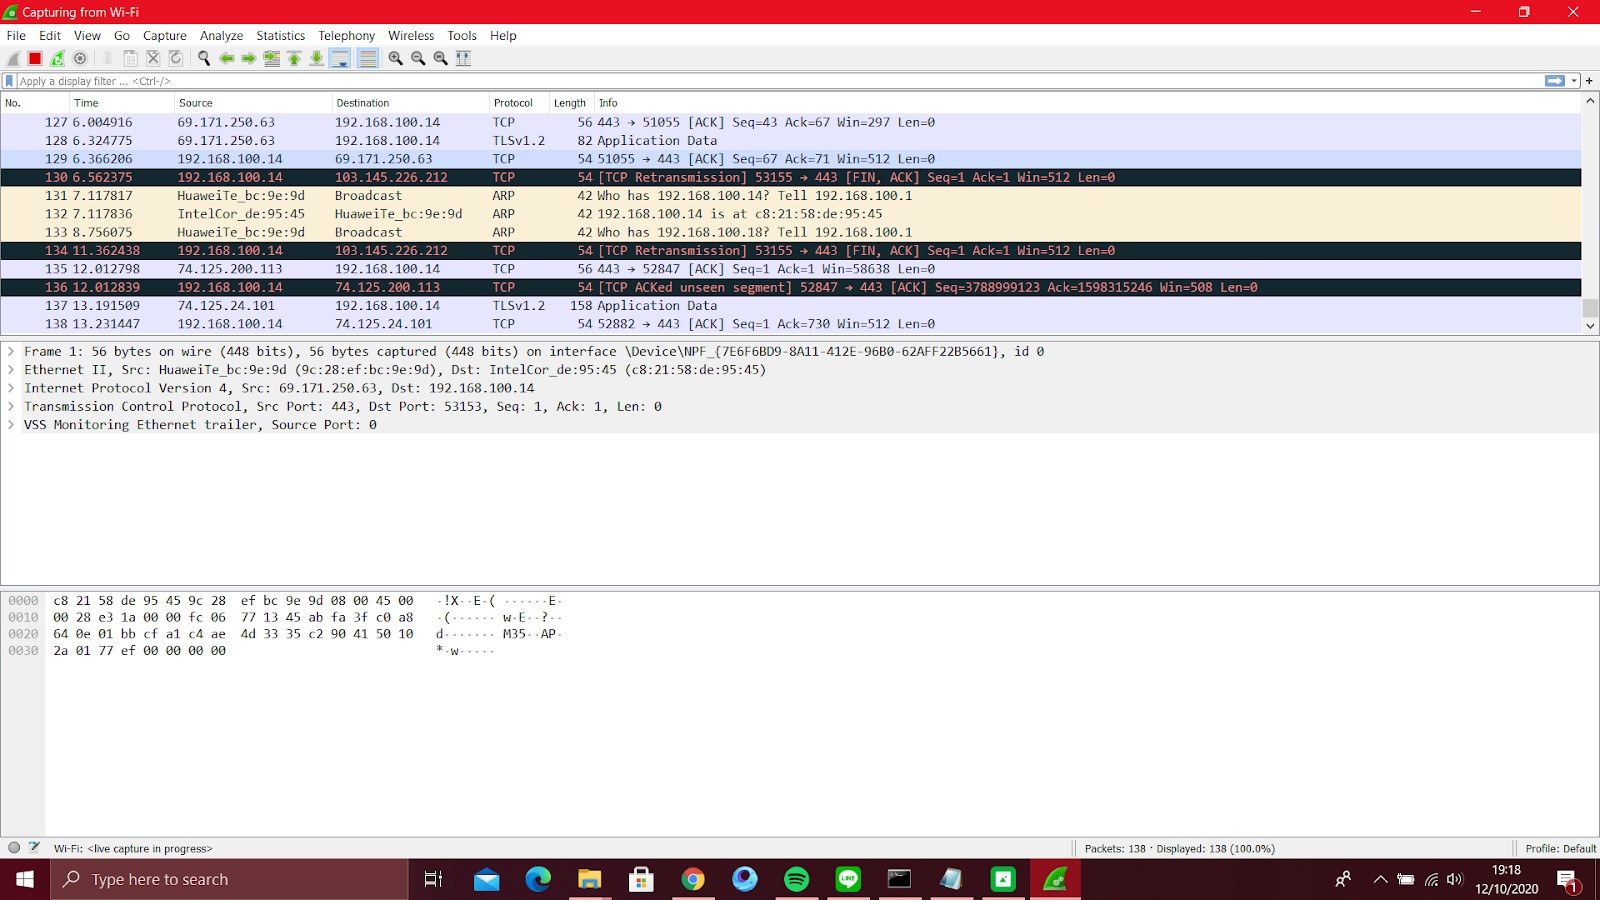 Capturing from Wi-Fi
File Edit View Go Capture Analyze Statistics Telephony Wireless Tools Help
Apply a display filter ... <Ctrl-/>
No. Time Source Destination Protocol Length Info
127 6.004916 69.171.250.63 192.168.100.14 TCP 56 443 → 51055 [ACK] Seq=43 Ack=67 Win=297 Len=0
128 6.324775 69.171.250.63 192.168.100.14 TLSv1.2 82 Application Data
129 6.366206 192.168.100.14 69.171.250.63 TCP 54 51055 → 443 [ACK] Seq=67 Ack=71 Win=512 Len=0
130 6.562375 192.168.100.14 103.145.226.212 TCP 54 [TCP Retransmission] 53155 → 443 [FIN, ACK] Seq=1 Ack=1 Win=512 Len=0
131 7.117817 HuaweiTe_bc:9e:9d Broadcast ARP 42 Who has 192.168.100.14? Tell 192.168.100.1
132 7.117836 IntelCor_de:95:45 HuaweiTe_bc:9e:9d ARP 42 192.168.100.14 is at c8:21:58:de:95:45
133 8.756075 HuaweiTe_bc:9e:9d Broadcast ARP 42 Who has 192.168.100.18? Tell 192.168.100.1
134 11.362438 192.168.100.14 103.145.226.212 TCP 54 [TCP Retransmission] 53155 → 443 [FIN, ACK] Seq=1 Ack=1 Win=512 Len=0
135 12.012798 74.125.200.113 192.168.100.14 TCP 56 443 → 52847 [ACK] Seq=1 Ack=1 Win=58638 Len=0
136 12.012839 192.168.100.14 74.125.200.113 TCP 54 [TCP ACKed unseen segment] 52847 → 443 [ACK] Seq=3788999123 Ack=1598315246 Win=508 Len=0
137 13.191509 74.125.24.101 192.168.100.14 TLSv1.2 158 Application Data
138 13.231447 192.168.100.14 74.125.24.101 TCP 54 52882 → 443 [ACK] Seq=1 Ack=730 Win=512 Len=0
Frame 1: 56 bytes on wire (448 bits), 56 bytes captured (448 bits) on interface \Device\NPF_{7E6F6BD9-8A11-412E-96B0-62AFF22B5661}, id 0
Ethernet II, Src: HuaweiTe_bc:9e:9d (9c:28:ef:bc:9e:9d), Dst: IntelCor_de:95:45 (c8:21:58:de:95:45)
Internet Protocol Version 4, Src: 69.171.250.63, Dst: 192.168.100.14
Transmission Control Protocol, Src Port: 443, Dst Port: 53153, Seq: 1, Ack: 1, Len: 0
VSS Monitoring Ethernet trailer, Source Port: 0
0000 c8 21 58 de 95 45 9c 28 ef bc 9e 9d 08 00 45 00 ·!X··E·( ······E·
0010 00 28 e3 1a 00 00 fc 06 77 13 45 ab fa 3f c0 a8 ·(······ w·E··?··
0020 64 0e 01 bb cf a1 c4 ae 4d 33 35 c2 90 41 50 10 d······· M35··AP·
0030 2a 01 77 ef 00 00 00 00 *·w·····
Wi-Fi: <live capture in progress> Packets: 138 · Displayed: 138 (100.0%) Profile: Default
Type here to search
LINE
19:18
12/10/2020
1